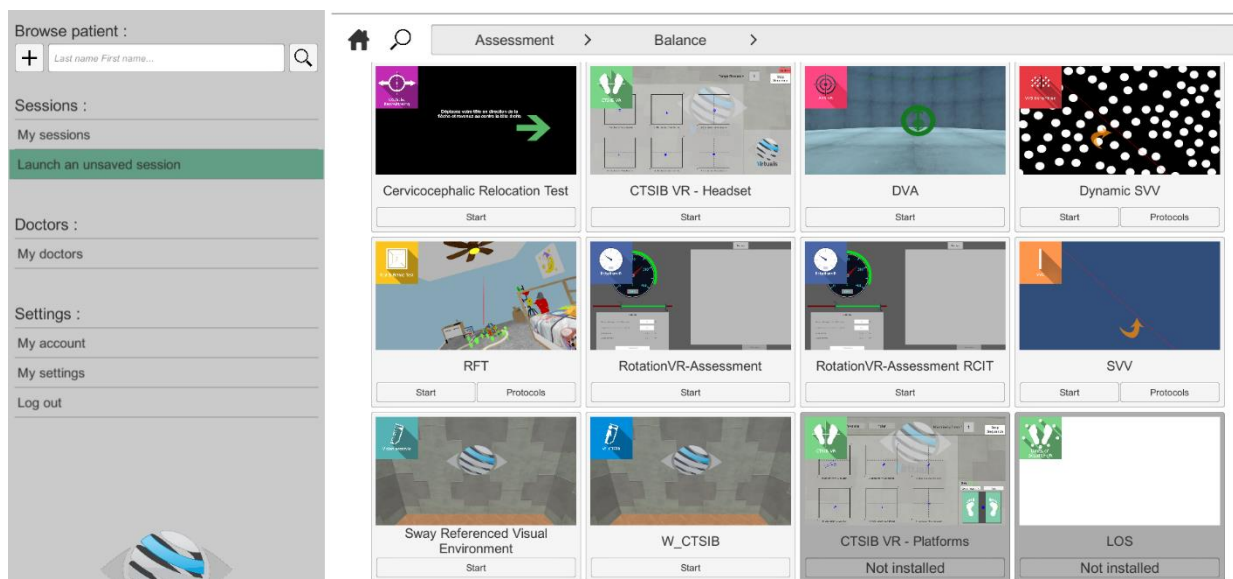 Browse patient :
+ Last name First name...
Sessions :
My sessions
Launch an unsaved session
Doctors :
My doctors
Settings :
My account
My settings
Log out
Assessment > Balance >
Cervicocephalic Relocation Test
Start
CTSIB VR - Headset
Start
DVA
Start
Dynamic SVV
Start Protocols
RFT
Start Protocols
RotationVR-Assessment
Start
RotationVR-Assessment RCIT
Start
SVV
Start Protocols
Sway Referenced Visual
Environment
Start
W_CTSIB
Start
CTSIB VR
CTSIB VR - Platforms
Not installed
LOS
Not installed